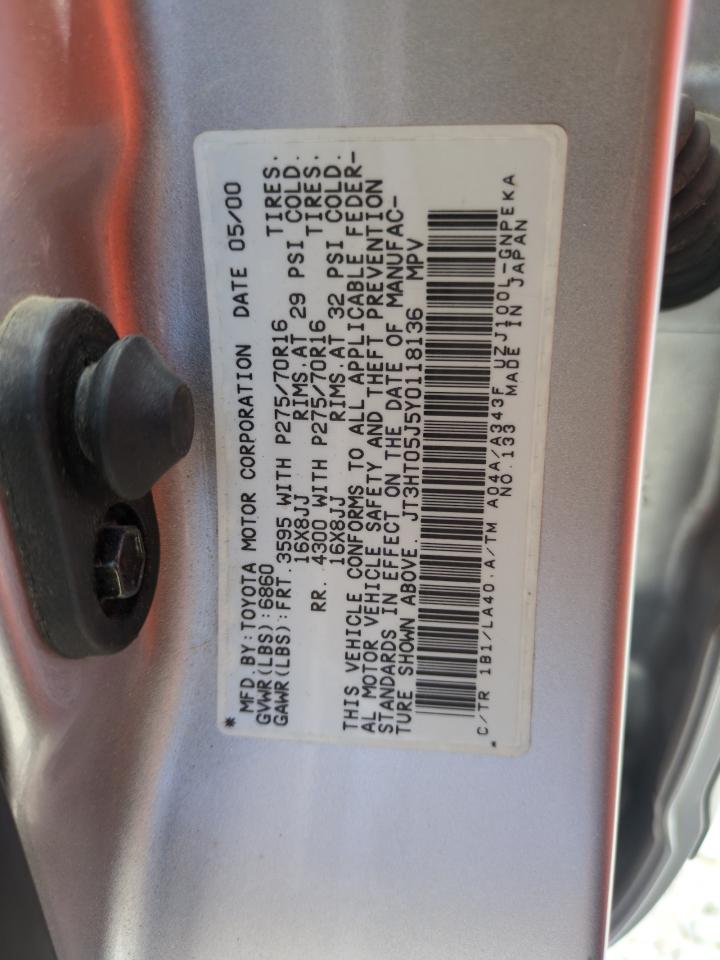 * MFD.BY:TOYOTA MOTOR CORPORATION DATE 05/00
GVWR(LBS):6860
GAWR(LBS):FRT.3595 WITH P275/70R16 TIRES.
16X8JJ RIMS.AT 29 PSI COLD.
RR. 4300 WITH P275/70R16 TIRES.
16X8JJ RIMS.AT 32 PSI COLD.
THIS VEHICLE CONFORMS TO ALL APPLICABLE FEDER-
AL MOTOR VEHICLE SAFETY AND THEFT PREVENTION
STANDARDS IN EFFECT ON THE DATE OF MANUFAC-
TURE SHOWN ABOVE. JT3HT05J5Y0118136 MPV
C/TR 1B1/LA40.A/TM A04A/A343F UZJ100L-GNPEKA
NO.133 MADE IN JAPAN